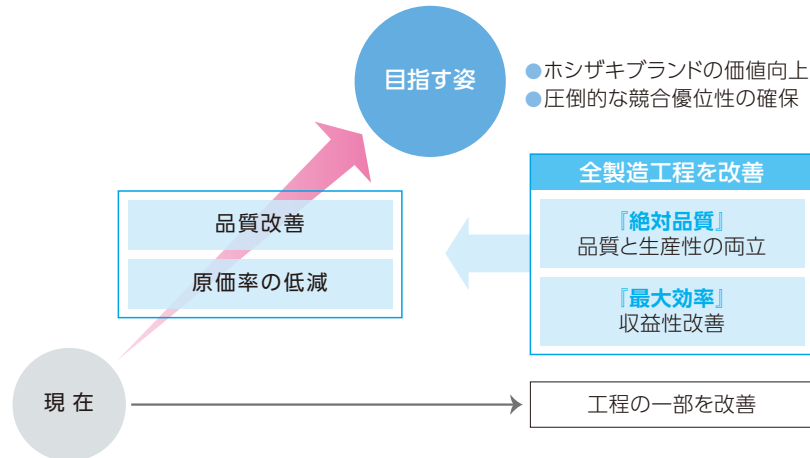 目指す姿
●ホシザキブランドの価値向上
●圧倒的な競合優位性の確保
全製造工程を改善
『絶対品質』
品質と生産性の両立
『最大効率』
収益性改善
品質改善
原価率の低減
現 在
工程の一部を改善